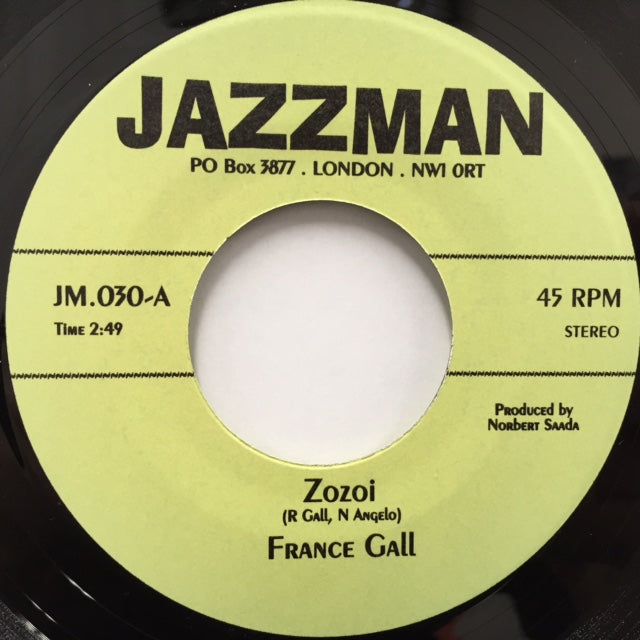 JAZZMAN
PO Box 3877 . LONDON . NW1 0RT
JM.030-A
Time 2:49
45 RPM
STEREO
Produced by
Norbert Saada
Zozoi
(R Gall, N Angelo)
France Gall